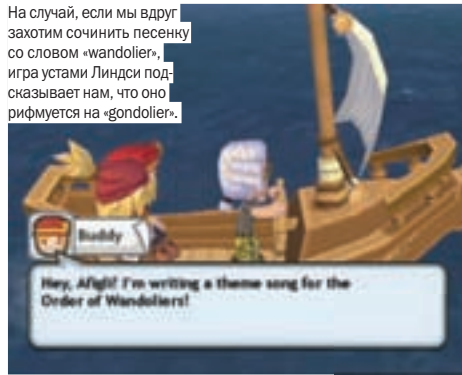 На случай, если мы вдруг
захотим сочинить песенку
со словом «wandolier»,
игра устами Линдси под-
сказывает нам, что оно
рифмуется на «gondolier».
Buddy
Hey, Afigli! I'm writing a theme song for the
Order of Wandoliers!